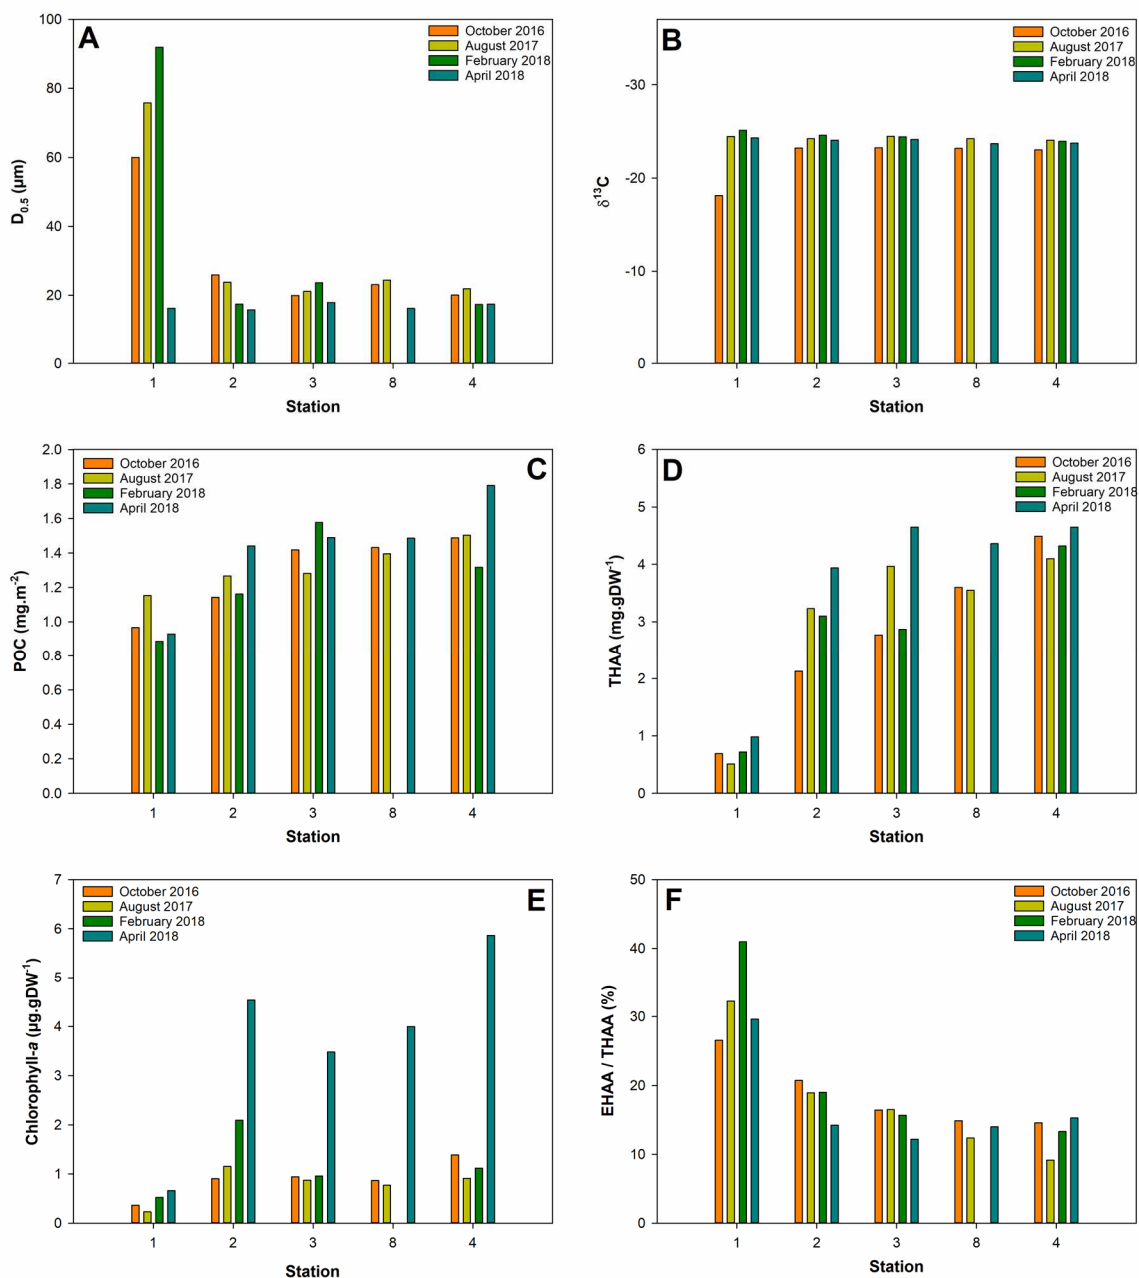 A
October 2016
August 2017
February 2018
April 2018
100
80
60
40
20
0
D0.5 (µm)
1 2 3 8 4
Station
B
October 2016
August 2017
February 2018
April 2018
-30
-20
-10
0
δ13C
1 2 3 8 4
Station
C
October 2016
August 2017
February 2018
April 2018
2.0
1.8
1.6
1.4
1.2
1.0
0.8
0.6
0.4
0.2
0.0
POC (mg.m-2)
1 2 3 8 4
Station
D
October 2016
August 2017
February 2018
April 2018
6
5
4
3
2
1
0
THAA (mg.gDW-1)
1 2 3 8 4
Station
E
October 2016
August 2017
February 2018
April 2018
7
6
5
4
3
2
1
0
Chlorophyll-a (µg.gDW-1)
1 2 3 8 4
Station
F
October 2016
August 2017
February 2018
April 2018
50
40
30
20
10
0
EHAA / THAA (%)
1 2 3 8 4
Station